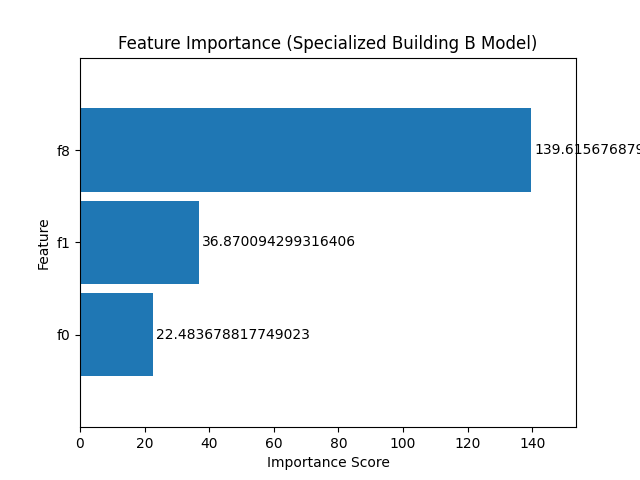 Feature Importance (Specialized Building B Model)
f8
139.615676879
f1
36.870094299316406
f0
22.483678817749023
Feature
0 20 40 60 80 100 120 140
Importance Score